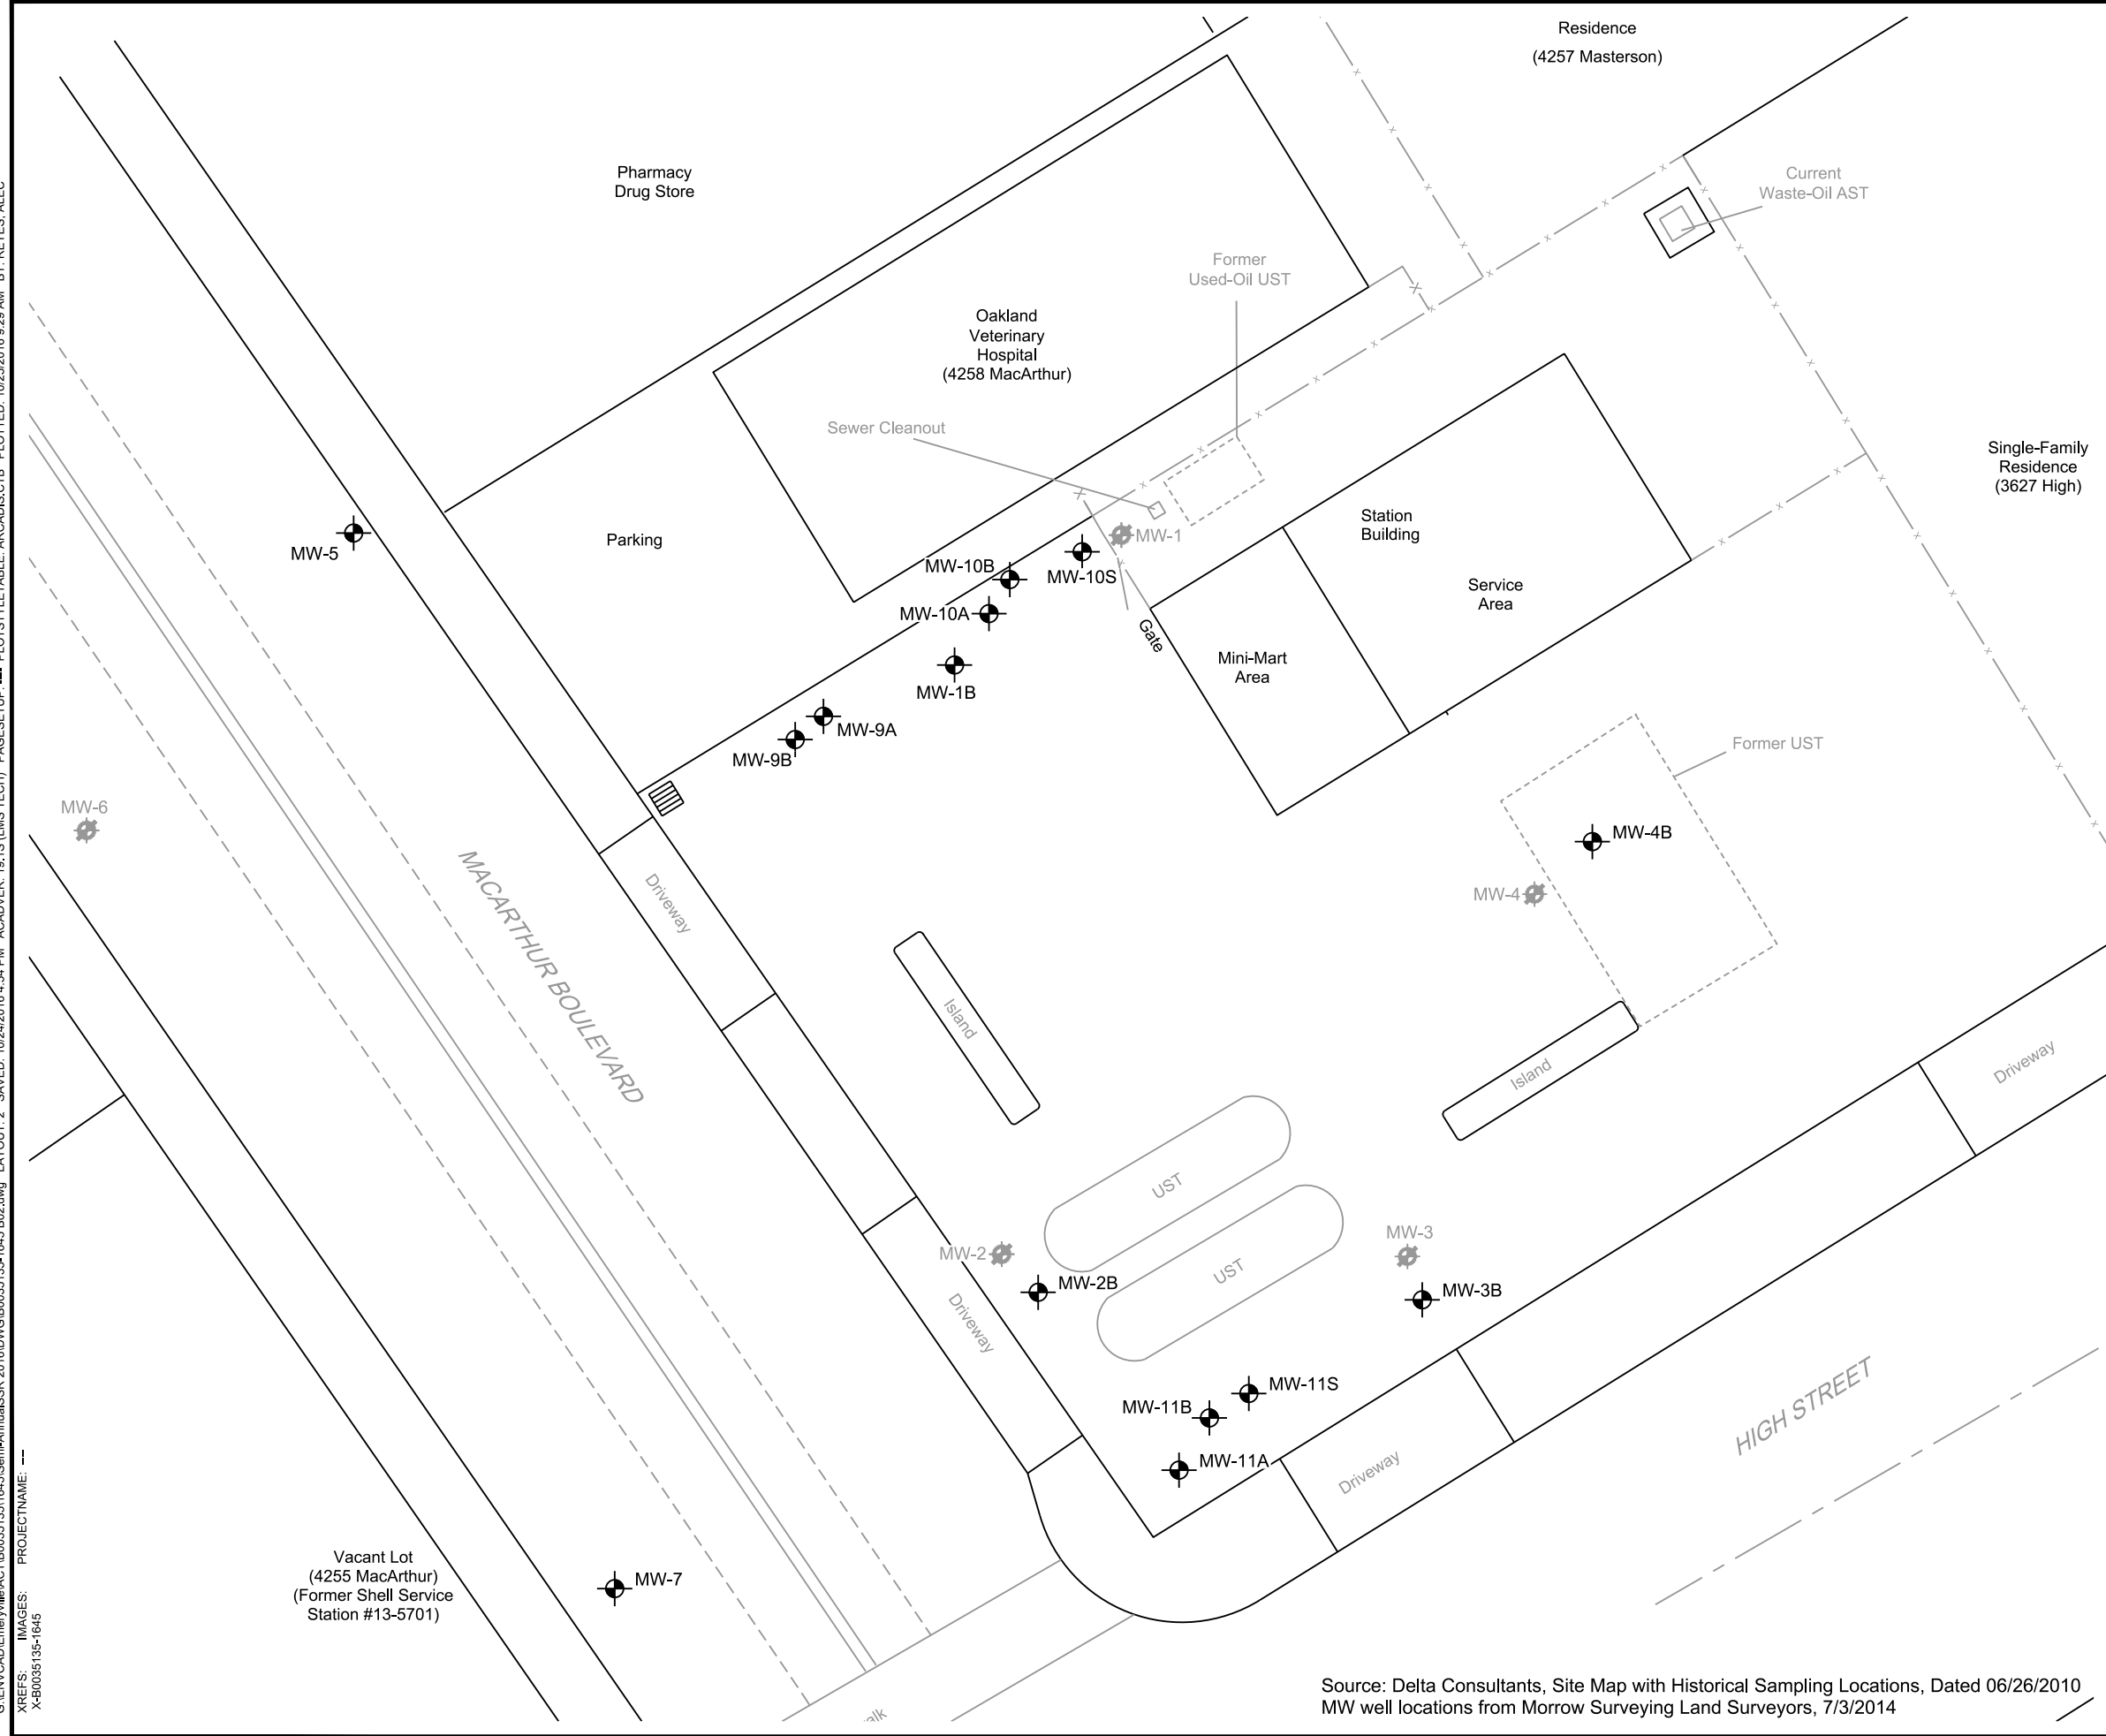 Residence
(4257 Masterson)
Pharmacy
Drug Store
Current
Waste-Oil AST
Former
Used-Oil UST
Oakland
Veterinary
Hospital
(4258 MacArthur)
Sewer Cleanout
Single-Family
Residence
(3627 High)
Station
Building
MW-1
Parking
MW-5
MW-10B
MW-10S
MW-10A
Service
Area
Gate
Mini-Mart
Area
MW-1B
MW-9A
MW-9B
Former UST
MW-6
MW-4B
MW-4
Driveway
MACARTHUR BOULEVARD
Island
Island
Driveway
UST
UST
MW-2
MW-3
MW-2B
MW-3B
Driveway
MW-11S
MW-11B
MW-11A
Driveway
HIGH STREET
Vacant Lot
(4255 MacArthur)
(Former Shell Service
Station #13-5701)
MW-7
Source: Delta Consultants, Site Map with Historical Sampling Locations, Dated 06/26/2010
MW well locations from Morrow Surveying Land Surveyors, 7/3/2014
XREFS: IMAGES: PROJECTNAME: ---
X-B0035135-1645